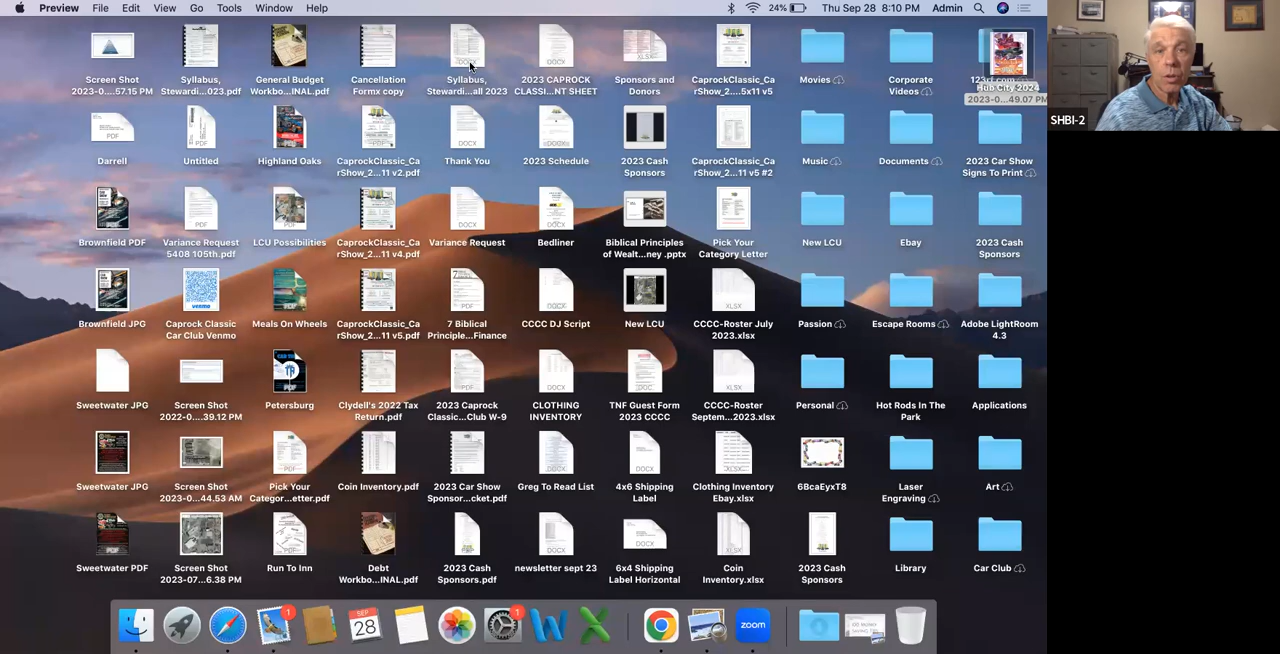 Preview File Edit View Go Tools Window Help 24% Thu Sep 28 8:10 PM Admin
Screen Shot
2023-0....57.15 PM
Syllabus,
Stewardi...023.pdf
General Budget
Workbo...INAL.pdf
Cancellation
Formx copy
Syllabus,
Stewardi...all 2023
2023 CAPROCK
CLASSI...NT SHEET
Sponsors and
Donors
CaprockClassic_Ca
rShow_2....5x11 v5
Movies
Corporate
Videos
Hub City 2024
2023-0...49.07 PM
Darrell
Untitled
Highland Oaks
CaprockClassic_Ca
rShow_2...11 v2.pdf
Thank You
2023 Schedule
2023 Cash
Sponsors
CaprockClassic_Ca
rShow_2...11 v5 #2
Music
Documents
2023 Car Show
Signs To Print
Brownfield PDF
Variance Request
5408 105th.pdf
LCU Possibilities
CaprockClassic_Ca
rShow_2...11 v4.pdf
Variance Request
Bedliner
Biblical Principles
of Wealt...ney .pptx
Pick Your
Category Letter
New LCU
Ebay
2023 Cash
Sponsors
Brownfield JPG
Caprock Classic
Car Club Venmo
Meals On Wheels
CaprockClassic_Ca
rShow_2...11 v5.pdf
7 Biblical
Principle...Finance
CCCC DJ Script
New LCU
CCCC-Roster July
2023.xlsx
Passion
Escape Rooms
Adobe LightRoom
4.3
Sweetwater JPG
Screen Shot
2022-0...39.12 PM
Petersburg
Clydell's 2022 Tax
Return.pdf
2023 Caprock
Classic...Club W-9
CLOTHING
INVENTORY
TNF Guest Form
2023 CCCC
CCCC-Roster
Septem...2023.xlsx
Personal
Hot Rods In The
Park
Applications
Sweetwater JPG
Screen Shot
2023-0...44.53 AM
Pick Your
Categor...etter.pdf
Coin Inventory.pdf
2023 Car Show
Sponsor...cket.pdf
Greg To Read List
4x6 Shipping
Label
Clothing Inventory
Ebay.xlsx
6BcaEyxT8
Laser
Engraving
Art
Sweetwater PDF
Screen Shot
2023-07...6.38 PM
Run To Inn
Debt
Workbo...INAL.pdf
2023 Cash
Sponsors.pdf
newsletter sept 23
6x4 Shipping
Label Horizontal
Coin
Inventory.xlsx
2023 Cash
Sponsors
Library
Car Club
SEP
28
1
1
zoom
SHBI-2